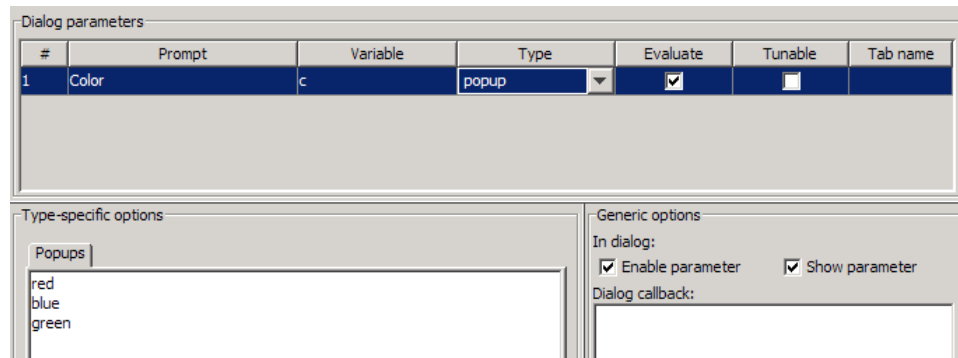 Dialog parameters
# Prompt Variable Type Evaluate Tunable Tab name
1 Color c popup
Type-specific options
Popups
red
blue
green
Generic options
In dialog:
Enable parameter Show parameter
Dialog callback: